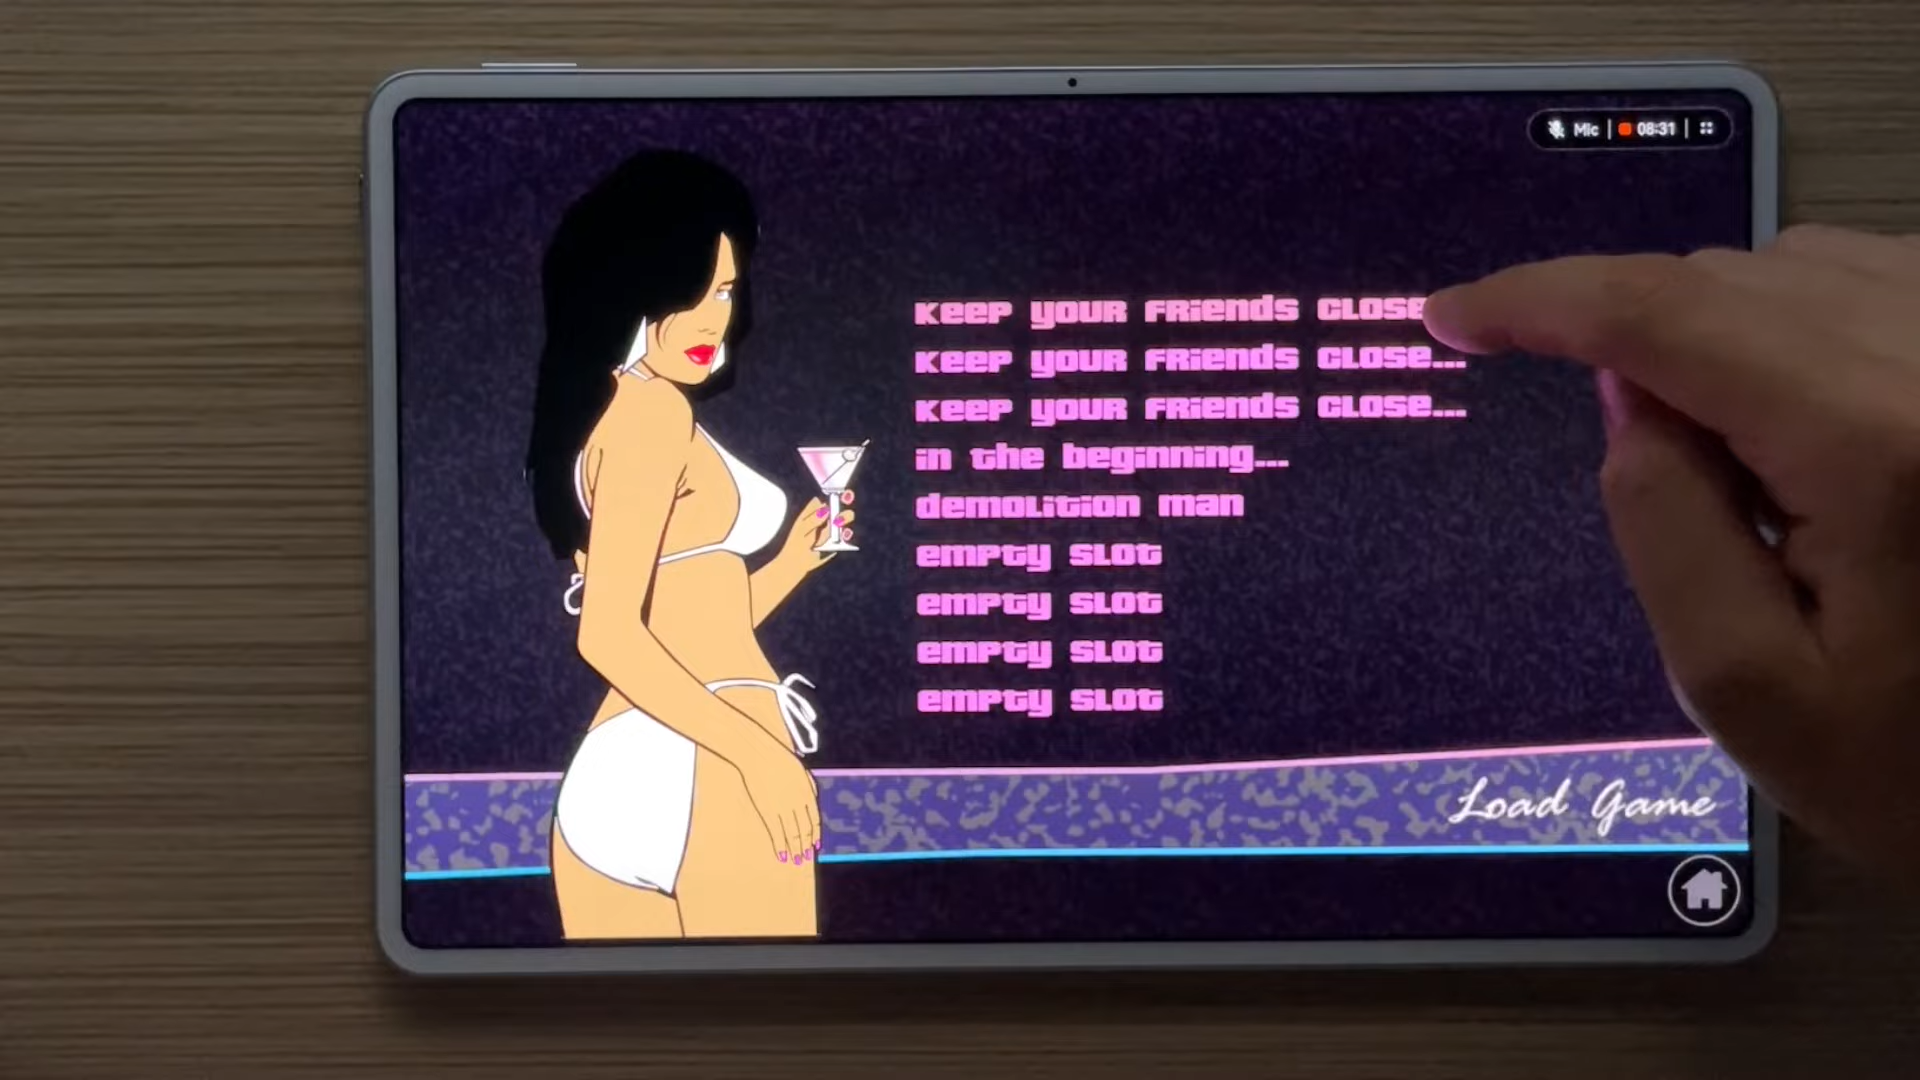 Mic | 08:31
KEEP YOUR FRIENDS CLOSE
KEEP YOUR FRIENDS CLOSE...
KEEP YOUR FRIENDS CLOSE...
in the beginning...
demolition man
empty slot
empty slot
empty slot
empty slot
Load Game